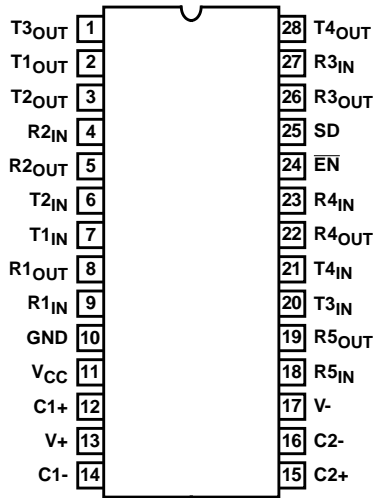 T3OUT 1 28 T4OUT
T1OUT 2 27 R3IN
T2OUT 3 26 R3OUT
R2IN 4 25 SD
R2OUT 5 24 E̅N̅
T2IN 6 23 R4IN
T1IN 7 22 R4OUT
R1OUT 8 21 T4IN
R1IN 9 20 T3IN
GND 10 19 R5OUT
VCC 11 18 R5IN
C1+ 12 17 V-
V+ 13 16 C2-
C1- 14 15 C2+